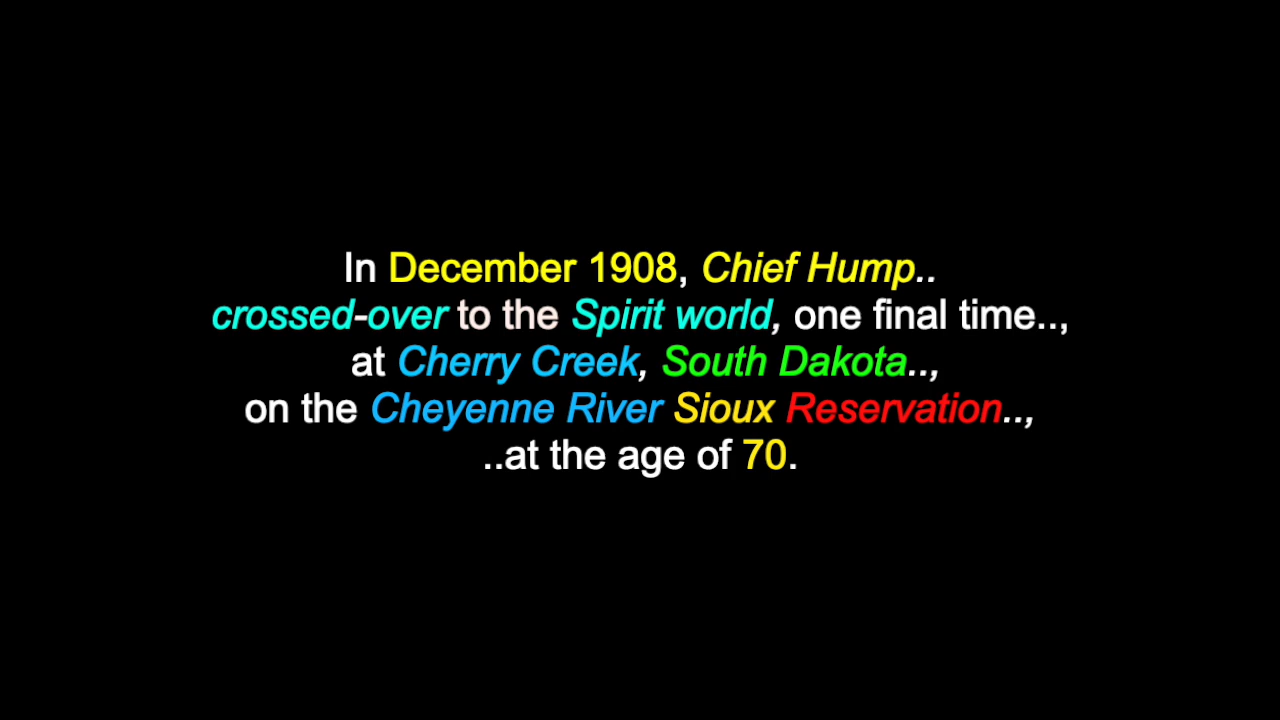 In December 1908, Chief Hump..
crossed-over to the Spirit world, one final time..,
at Cherry Creek, South Dakota..,
on the Cheyenne River Sioux Reservation..,
..at the age of 70.